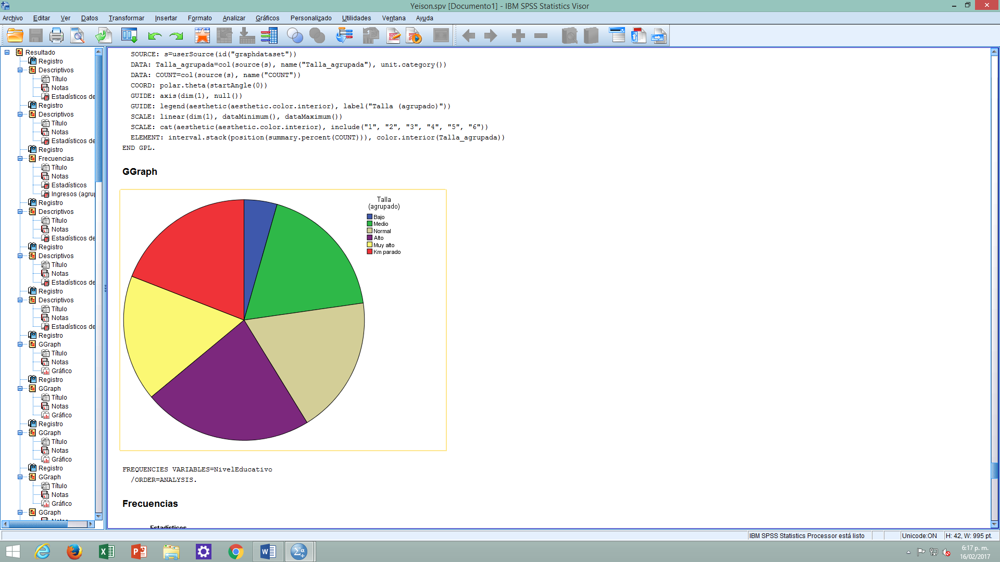 Yeison.spv [Documento1] - IBM SPSS Statistics Visor
Archivo Editar Ver Datos Transformar Insertar Formato Analizar Gráficos Personalizado Utilidades Ventana Ayuda
Resultado
Registro
Descriptivos
Título
Notas
Estadísticos de
Registro
Descriptivos
Título
Notas
Estadísticos de
Registro
Frecuencias
Título
Notas
Estadísticos
Ingresos (agru
Registro
Descriptivos
Título
Notas
Estadísticos de
Registro
Descriptivos
Título
Notas
Estadísticos de
Registro
Descriptivos
Título
Notas
Estadísticos de
Registro
GGraph
Título
Notas
Gráfico
Registro
GGraph
Título
Notas
Gráfico
Registro
GGraph
Título
Notas
Gráfico
Registro
GGraph
Título
Notas
Gráfico
GGraph
Notas
SOURCE: s=userSource(id("graphdataset"))
DATA: Talla_agrupada=col(source(s), name("Talla_agrupada"), unit.category())
DATA: COUNT=col(source(s), name("COUNT"))
COORD: polar.theta(startAngle(0))
GUIDE: axis(dim(1), null())
GUIDE: legend(aesthetic(aesthetic.color.interior), label("Talla (agrupado)"))
SCALE: linear(dim(1), dataMinimum(), dataMaximum())
SCALE: cat(aesthetic(aesthetic.color.interior), include("1", "2", "3", "4", "5", "6"))
ELEMENT: interval.stack(position(summary.percent(COUNT))), color.interior(Talla_agrupada))
END GPL.
GGraph
Talla
(agrupado)
Bajo
Medio
Normal
Alto
Muy alto
Km parado
FREQUENCIES VARIABLES=NivelEducativo
/ORDER=ANALYSIS.
Frecuencias
Estadísticos
IBM SPSS Statistics Processor está listo Unicode:ON H: 42, W: 995 pt.
6:17 p. m.
16/02/2017